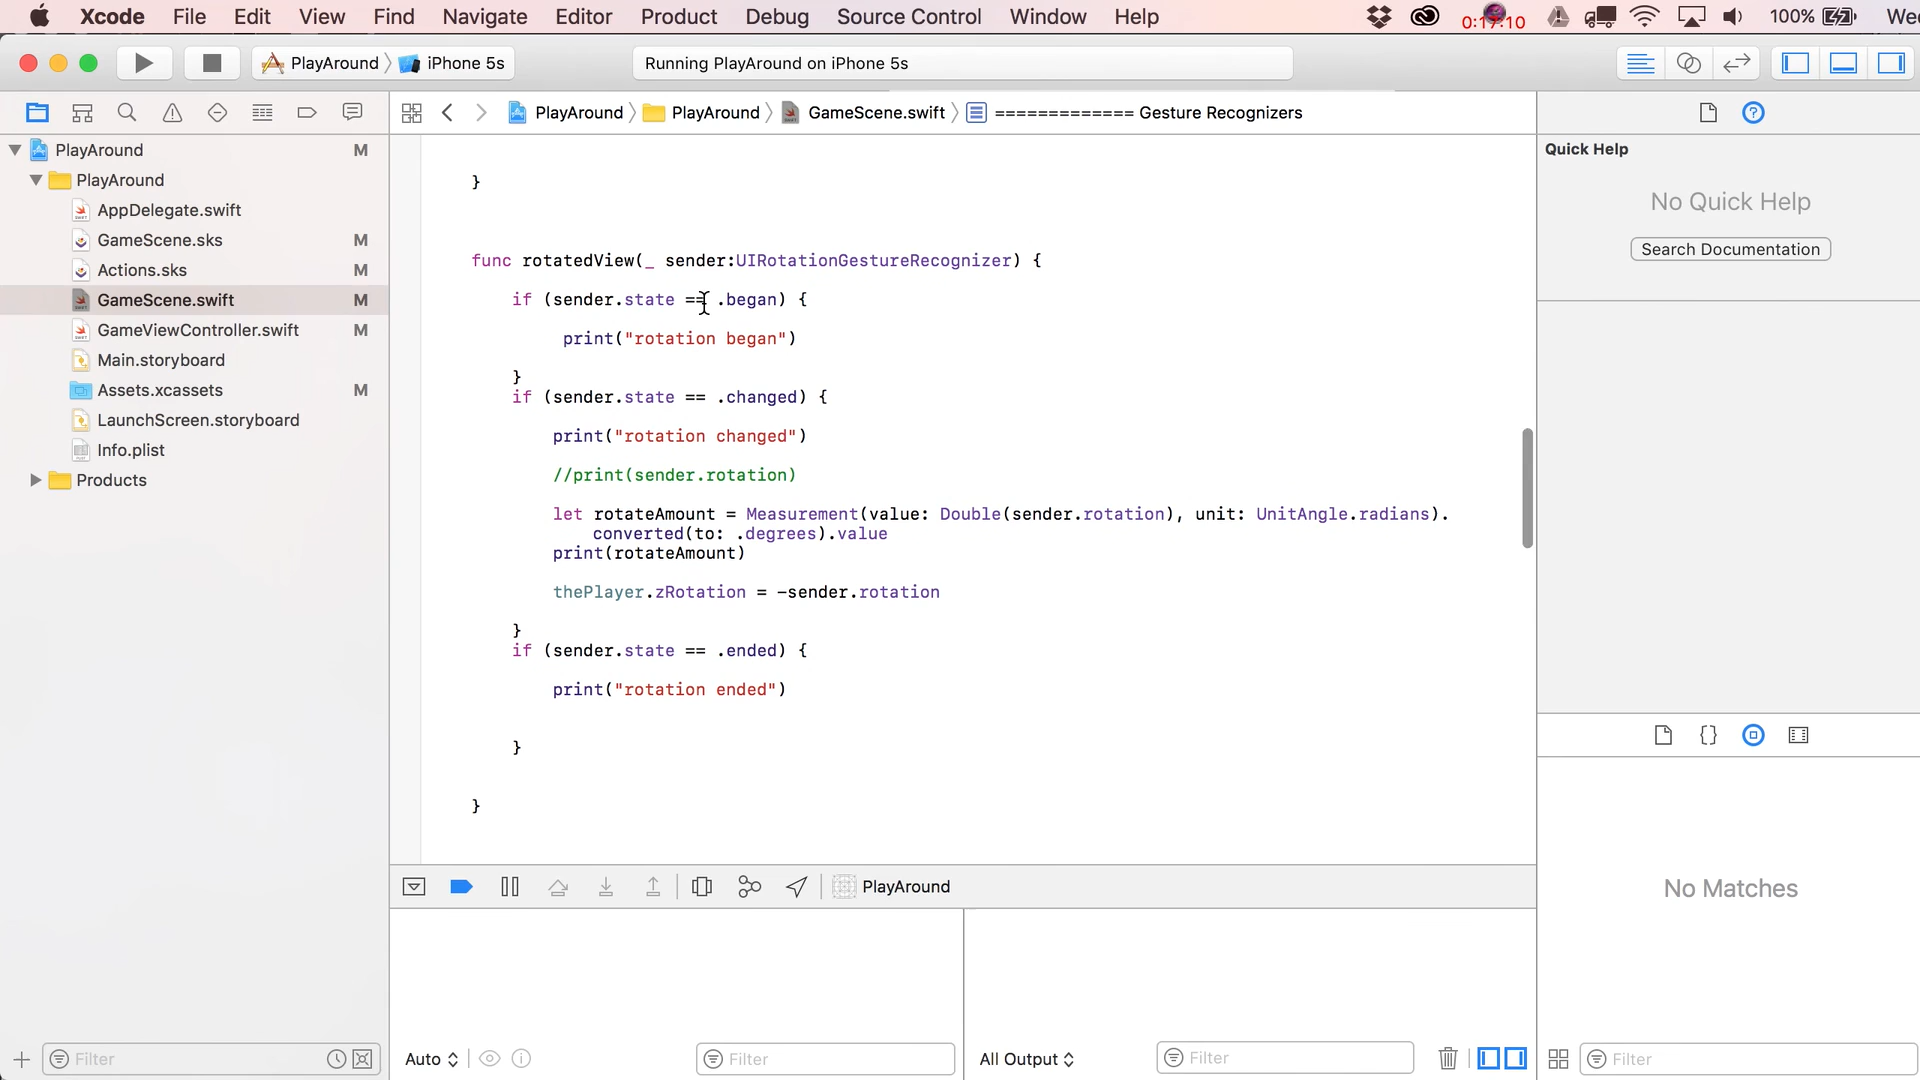 Xcode File Edit View Find Navigate Editor Product Debug Source Control Window Help 0:17:10 100% We
PlayAround iPhone 5s
Running PlayAround on iPhone 5s
PlayAround PlayAround GameScene.swift ============= Gesture Recognizers
PlayAround M
PlayAround
AppDelegate.swift
GameScene.sks M
Actions.sks M
GameScene.swift M
GameViewController.swift M
Main.storyboard
Assets.xcassets M
LaunchScreen.storyboard
Info.plist
Products
}
func rotatedView(_ sender:UIRotationGestureRecognizer) {
if (sender.state == .began) {
print("rotation began")
}
if (sender.state == .changed) {
print("rotation changed")
//print(sender.rotation)
let rotateAmount = Measurement(value: Double(sender.rotation), unit: UnitAngle.radians).
converted(to: .degrees).value
print(rotateAmount)
thePlayer.zRotation = -sender.rotation
}
if (sender.state == .ended) {
print("rotation ended")
}
}
Quick Help
No Quick Help
Search Documentation
{}
No Matches
PlayAround
Filter
Auto
Filter
All Output
Filter
Filter